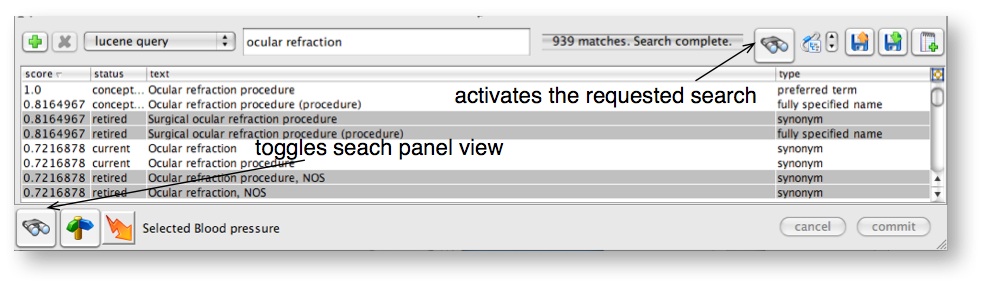 lucene query ocular refraction 939 matches. Search complete.
score status text type
1.0 concept... Ocular refraction procedure preferred term
activates the requested search
0.8164967 concept... Ocular refraction procedure (procedure) fully specified name
0.8164967 retired Surgical ocular refraction procedure synonym
0.8164967 retired Surgical ocular refraction procedure (procedure) fully specified name
toggles seach panel view
0.7216878 current Ocular refraction synonym
0.7216878 current Ocular refraction procedure synonym
0.7216878 retired Ocular refraction procedure, NOS synonym
0.7216878 retired Ocular refraction, NOS synonym
Selected Blood pressure cancel commit